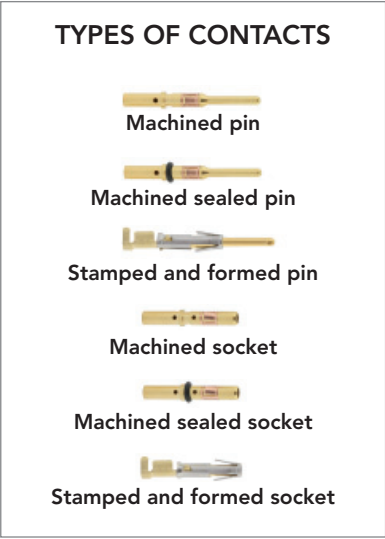 TYPES OF CONTACTS
Machined pin
Machined sealed pin
Stamped and formed pin
Machined socket
Machined sealed socket
Stamped and formed socket